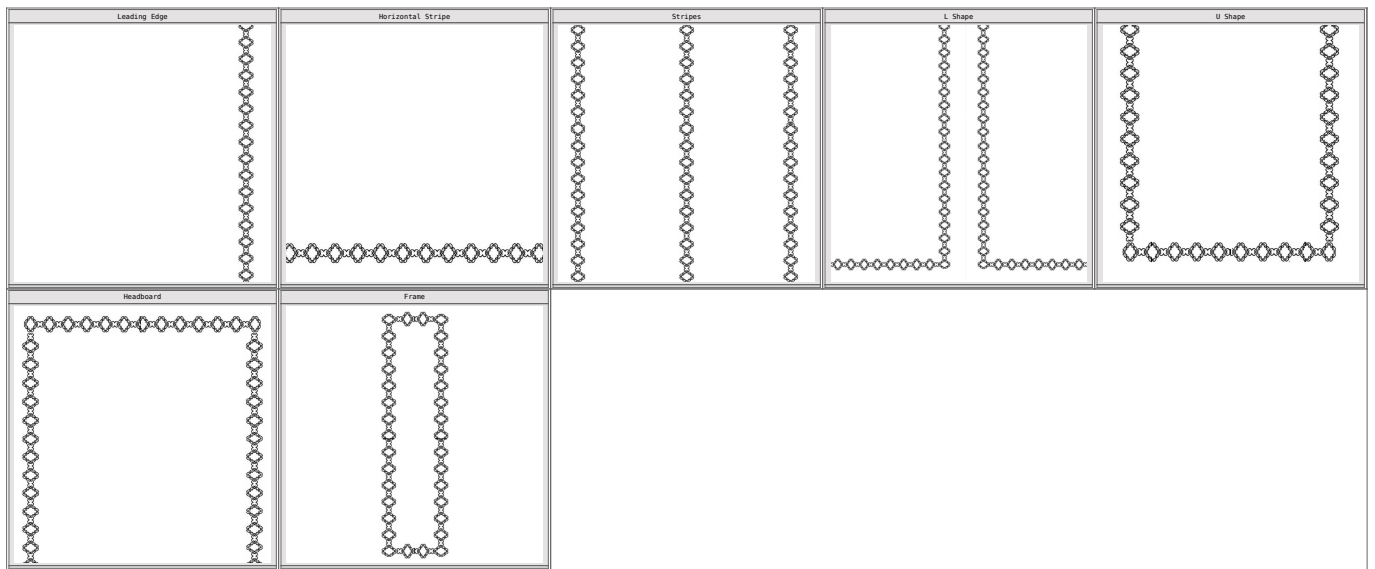 Leading Edge
Horizontal Stripe
Stripes
L Shape
U Shape
Headboard
Frame